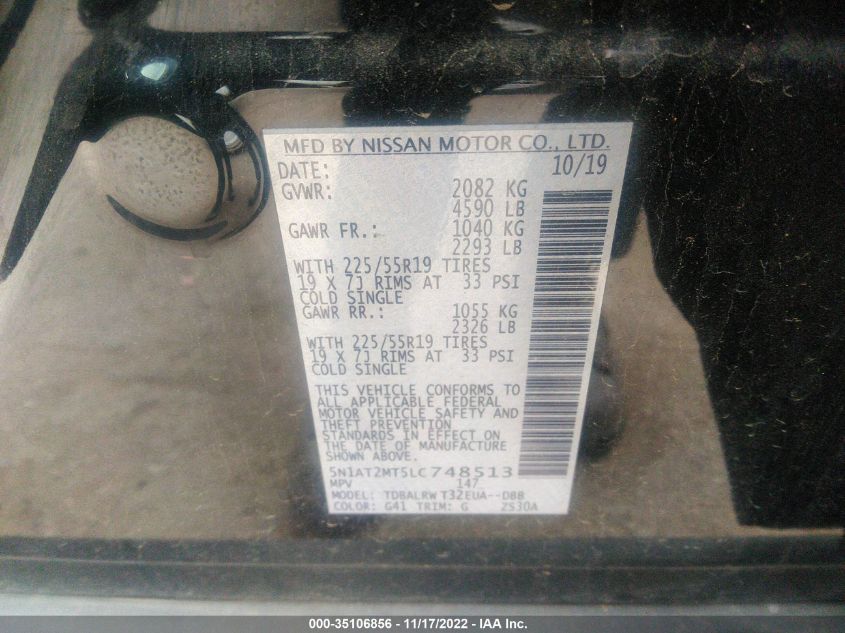 MFD BY NISSAN MOTOR CO., LTD.
DATE: 10/19
GVWR: 2082 KG
4590 LB
GAWR FR.: 1040 KG
2293 LB
WITH 225/55R19 TIRES
19 X 7J RIMS AT 33 PSI
COLD SINGLE
GAWR RR.: 1055 KG
2326 LB
WITH 225/55R19 TIRES
19 X 7J RIMS AT 33 PSI
COLD SINGLE
THIS VEHICLE CONFORMS TO
ALL APPLICABLE FEDERAL
MOTOR VEHICLE SAFETY AND
THEFT PREVENTION
STANDARDS IN EFFECT ON
THE DATE OF MANUFACTURE
SHOWN ABOVE.
5N1AT2MT5LC748513
MPV 147
MODEL: TDBALRW T32EUA--DBB
COLOR: G41 TRIM: G 2S30A
000-35106856 - 11/17/2022 - IAA Inc.